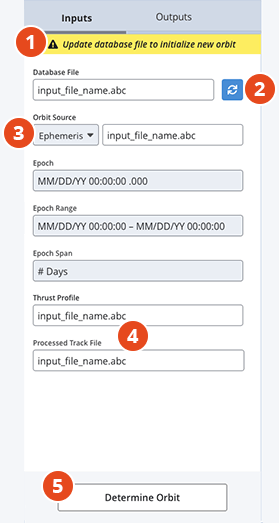 Inputs
Outputs
1
Update database file to initialize new orbit
Database File
input_file_name.abc
2
Orbit Source
3
Ephemeris
input_file_name.abc
Epoch
MM/DD/YY 00:00:00 .000
Epoch Range
MM/DD/YY 00:00:00 – MM/DD/YY 00:00:00
Epoch Span
# Days
Thrust Profile
input_file_name.abc
4
Processed Track File
input_file_name.abc
5
Determine Orbit